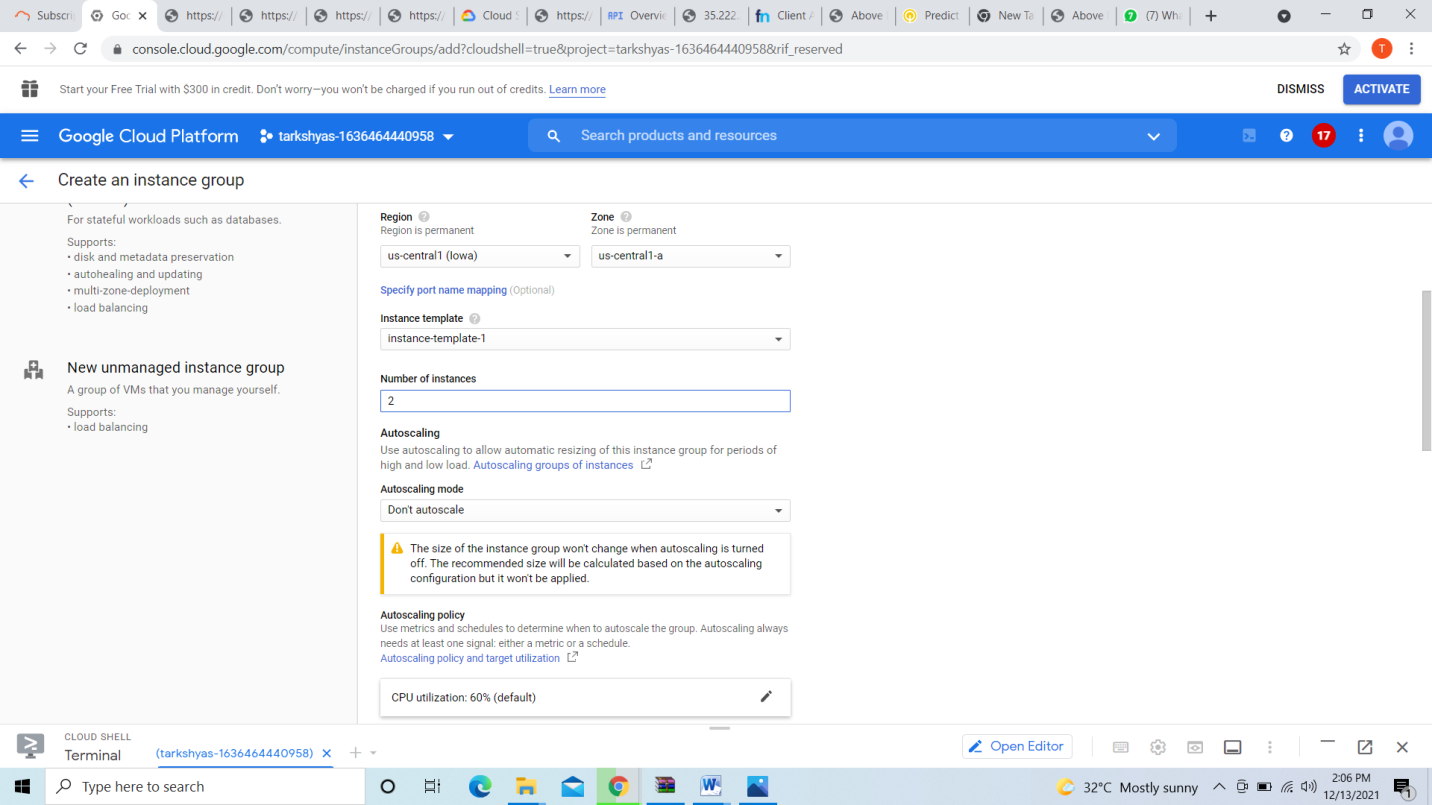 Subscri
Goo
https:/
https:/
https:/
https:/
Cloud S
https:/
API Overvie
35.222.
fn Client A
Above
Predict
New Ta
Above
(7) Wha
console.cloud.google.com/compute/instanceGroups/add?cloudshell=true&project=tarkshyas-1636464440958&rif_reserved
T
Start your Free Trial with $300 in credit. Don't worry—you won't be charged if you run out of credits. Learn more
DISMISS
ACTIVATE
Google Cloud Platform
tarkshyas-1636464440958
Search products and resources
17
Create an instance group
For stateful workloads such as databases.
Supports:
• disk and metadata preservation
• autohealing and updating
• multi-zone-deployment
• load balancing
New unmanaged instance group
A group of VMs that you manage yourself.
Supports:
• load balancing
Region
Region is permanent
us-central1 (Iowa)
Zone
Zone is permanent
us-central1-a
Specify port name mapping (Optional)
Instance template
instance-template-1
Number of instances
2
Autoscaling
Use autoscaling to allow automatic resizing of this instance group for periods of
high and low load. Autoscaling groups of instances
Autoscaling mode
Don't autoscale
The size of the instance group won't change when autoscaling is turned
off. The recommended size will be calculated based on the autoscaling
configuration but it won't be applied.
Autoscaling policy
Use metrics and schedules to determine when to autoscale the group. Autoscaling always
needs at least one signal: either a metric or a schedule.
Autoscaling policy and target utilization
CPU utilization: 60% (default)
CLOUD SHELL
Terminal
(tarkshyas-1636464440958)
Open Editor
Type here to search
32°C Mostly sunny
2:06 PM
12/13/2021
1